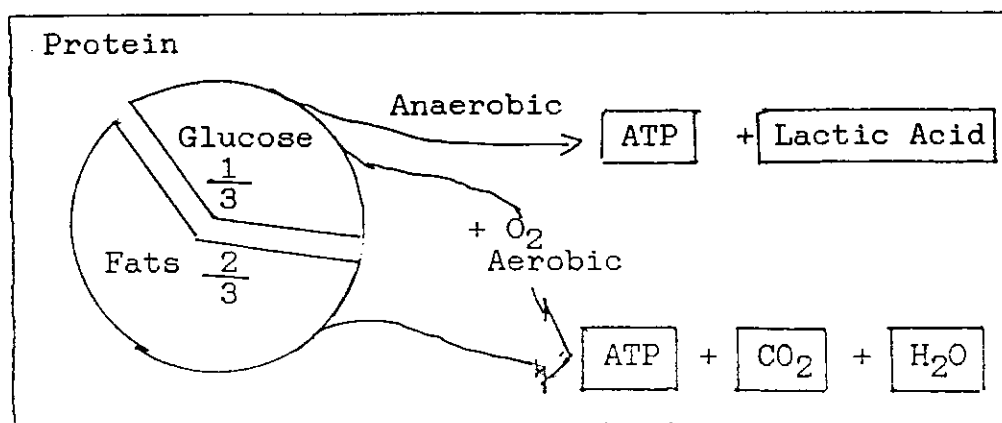 Protein
Anaerobic
ATP + Lactic Acid
Glucose
1/3
+ O2
Aerobic
Fats 2/3
ATP + CO2 + H2O